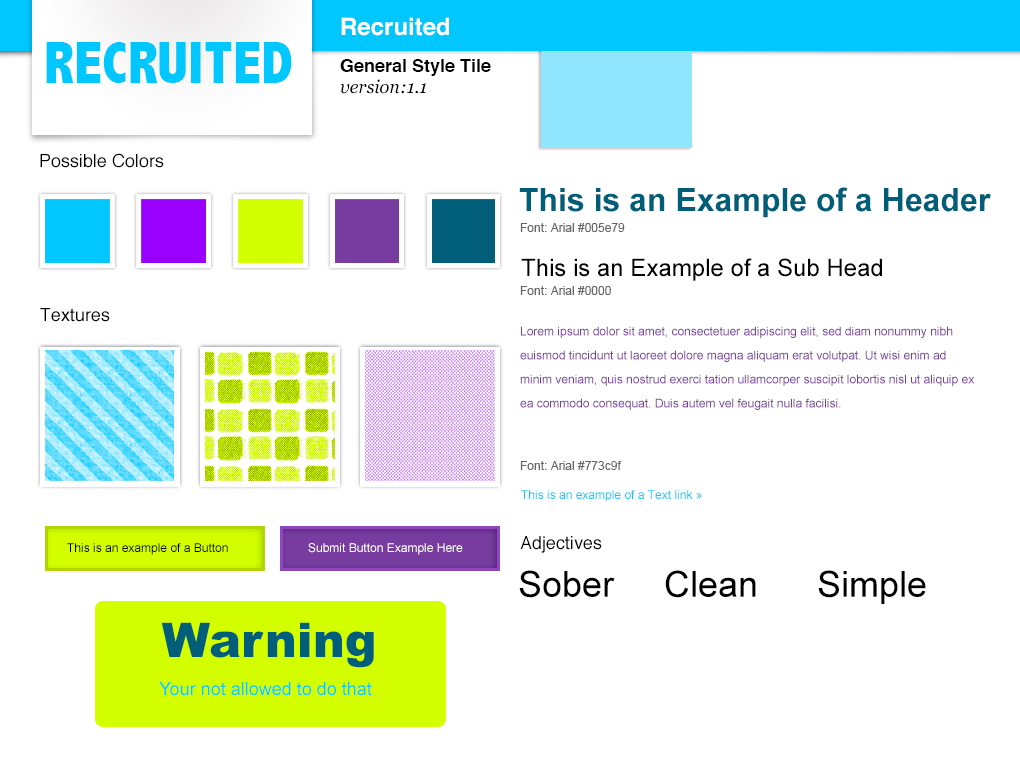 RECRUITED
Recruited
General Style Tile
version:1.1
Possible Colors
Textures
This is an example of a Button
Submit Button Example Here
Warning
Your not allowed to do that
This is an Example of a Header
Font: Arial #005e79
This is an Example of a Sub Head
Font: Arial #0000
Lorem ipsum dolor sit amet, consectetuer adipiscing elit, sed diam nonummy nibh
euismod tincidunt ut laoreet dolore magna aliquam erat volutpat. Ut wisi enim ad
minim veniam, quis nostrud exerci tation ullamcorper suscipit lobortis nisl ut aliquip ex
ea commodo consequat. Duis autem vel feugait nulla facilisi.
Font: Arial #773c9f
This is an example of a Text link »
Adjectives
Sober Clean Simple